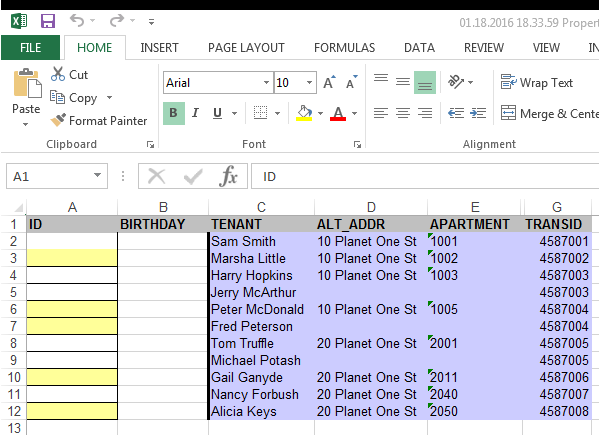 01.18.2016 18.33.59 Propert
FILE HOME INSERT PAGE LAYOUT FORMULAS DATA REVIEW VIEW IN
Paste Cut Arial 10 A A Wrap Text
Copy
Format Painter B I U A Merge & Cente
Clipboard Font Alignment
A1 fx ID
A B C D E G
1 ID BIRTHDAY TENANT ALT_ADDR APARTMENT TRANSID
2 Sam Smith 10 Planet One St 1001 4587001
3 Marsha Little 10 Planet One St 1002 4587002
4 Harry Hopkins 10 Planet One St 1003 4587003
5 Jerry McArthur 4587003
6 Peter McDonald 10 Planet One St 1005 4587004
7 Fred Peterson 4587004
8 Tom Truffle 20 Planet One St 2001 4587005
9 Michael Potash 4587005
10 Gail Ganyde 20 Planet One St 2011 4587006
11 Nancy Forbush 20 Planet One St 2040 4587007
12 Alicia Keys 20 Planet One St 2050 4587008
13